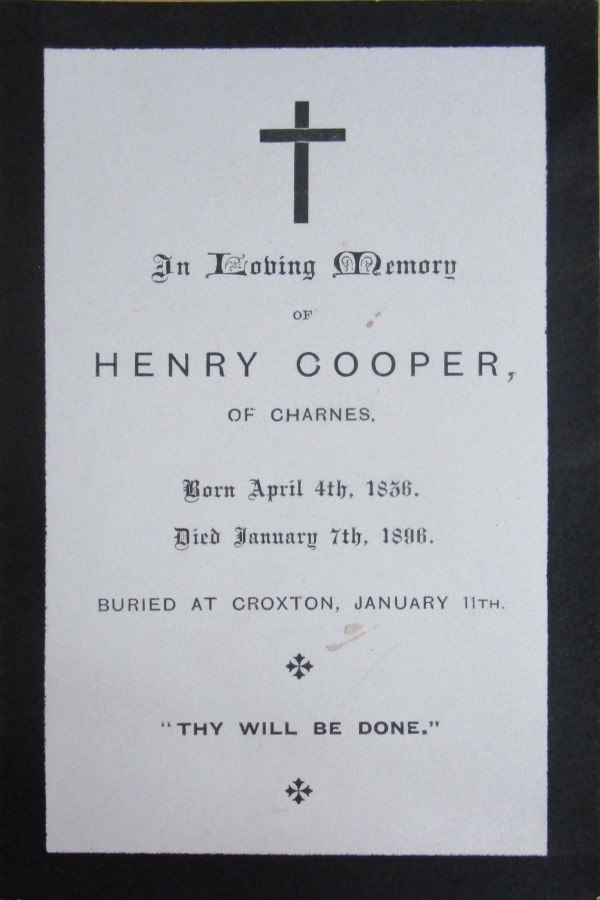 In Loving Memory
OF
HENRY COOPER,
OF CHARNES.
Born April 4th, 1836.
Died January 7th, 1896.
BURIED AT CROXTON, JANUARY 11TH.
"THY WILL BE DONE."